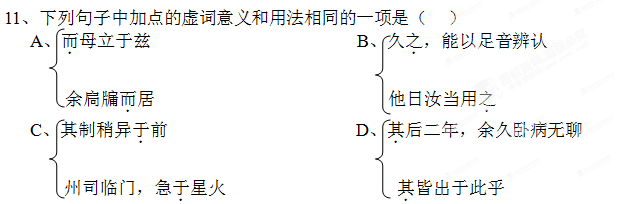 11、下列句子中加点的虚词意义和用法相同的一项是（ ）
A、而母立于兹 B、久之，能以足音辨认
余扃牖而居 他日汝当用之
C、其制稍异于前 D、其后二年，余久卧病无聊
州司临门，急于星火 其皆出于此乎